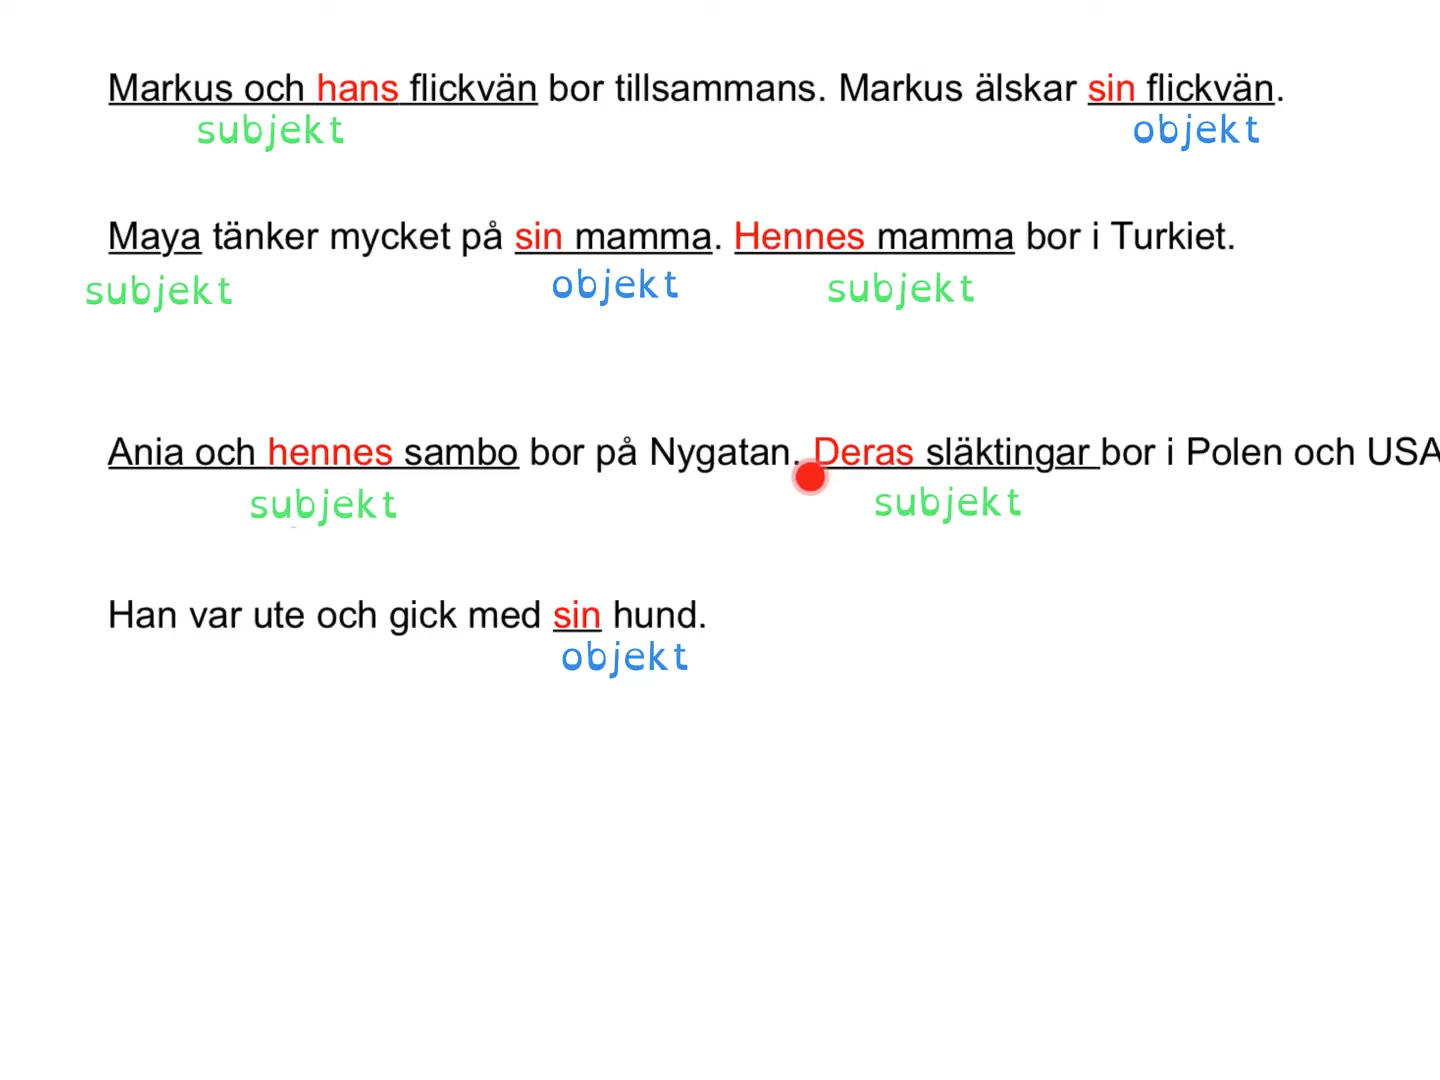 Markus och hans flickvän bor tillsammans. Markus älskar sin flickvän.
subjekt objekt
Maya tänker mycket på sin mamma. Hennes mamma bor i Turkiet.
subjekt objekt subjekt
Ania och hennes sambo bor på Nygatan. Deras släktingar bor i Polen och USA
subjekt subjekt
Han var ute och gick med sin hund.
objekt